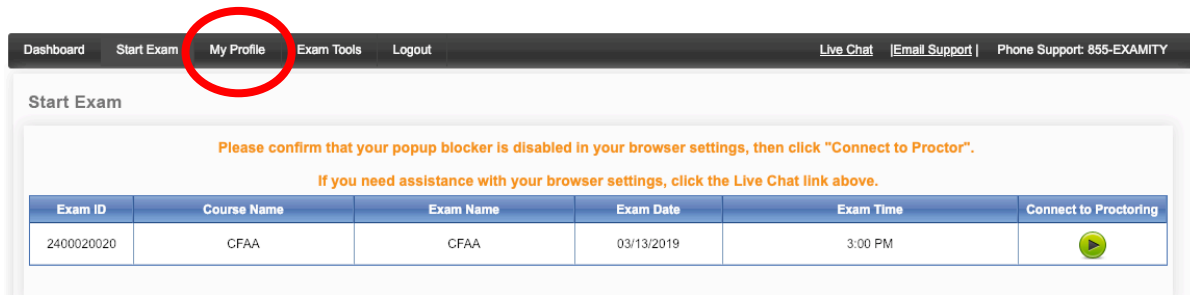 Dashboard Start Exam My Profile Exam Tools Logout Live Chat |Email Support | Phone Support: 855-EXAMITY
Start Exam
Please confirm that your popup blocker is disabled in your browser settings, then click "Connect to Proctor".
If you need assistance with your browser settings, click the Live Chat link above.
Exam ID Course Name Exam Name Exam Date Exam Time Connect to Proctoring
2400020020 CFAA CFAA 03/13/2019 3:00 PM